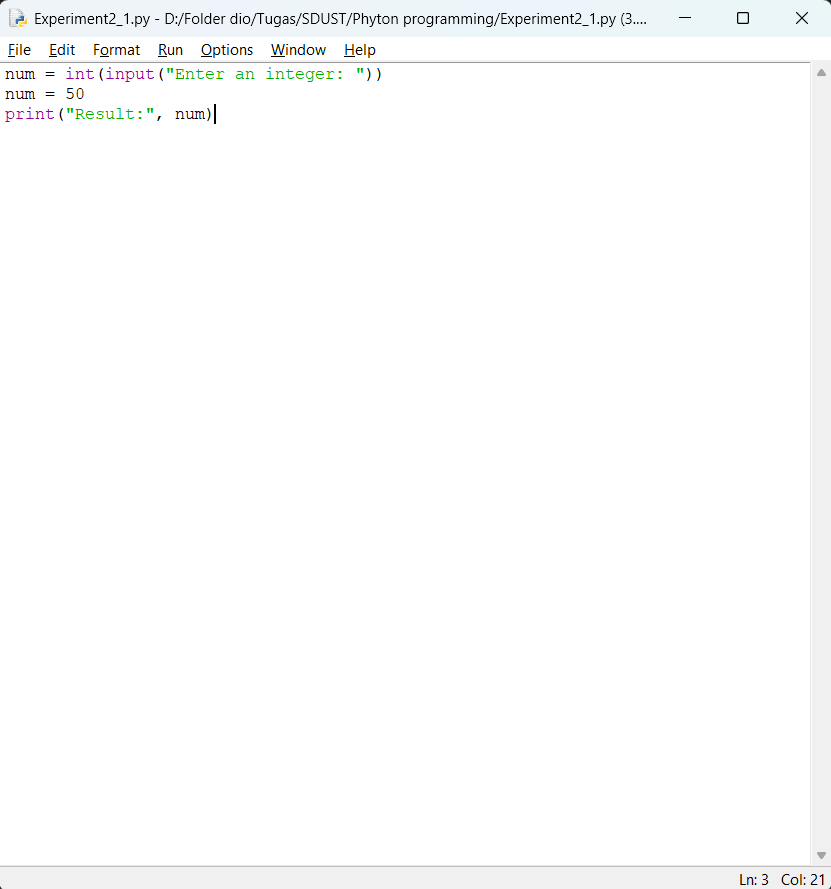 Experiment2_1.py - D:/Folder dio/Tugas/SDUST/Phyton programming/Experiment2_1.py (3....
File Edit Format Run Options Window Help
num = int(input("Enter an integer: "))
num = 50
print("Result:", num)
Ln: 3 Col: 21